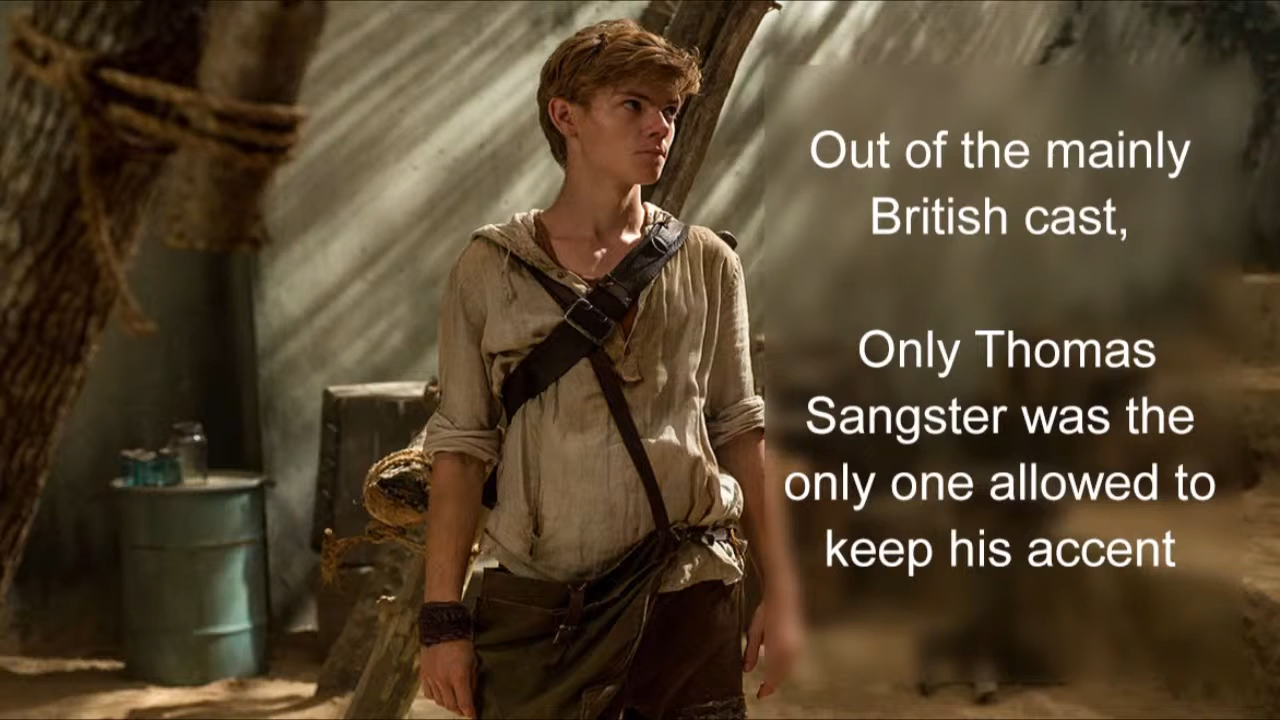 Out of the mainly
British cast,
Only Thomas
Sangster was the
only one allowed to
keep his accent